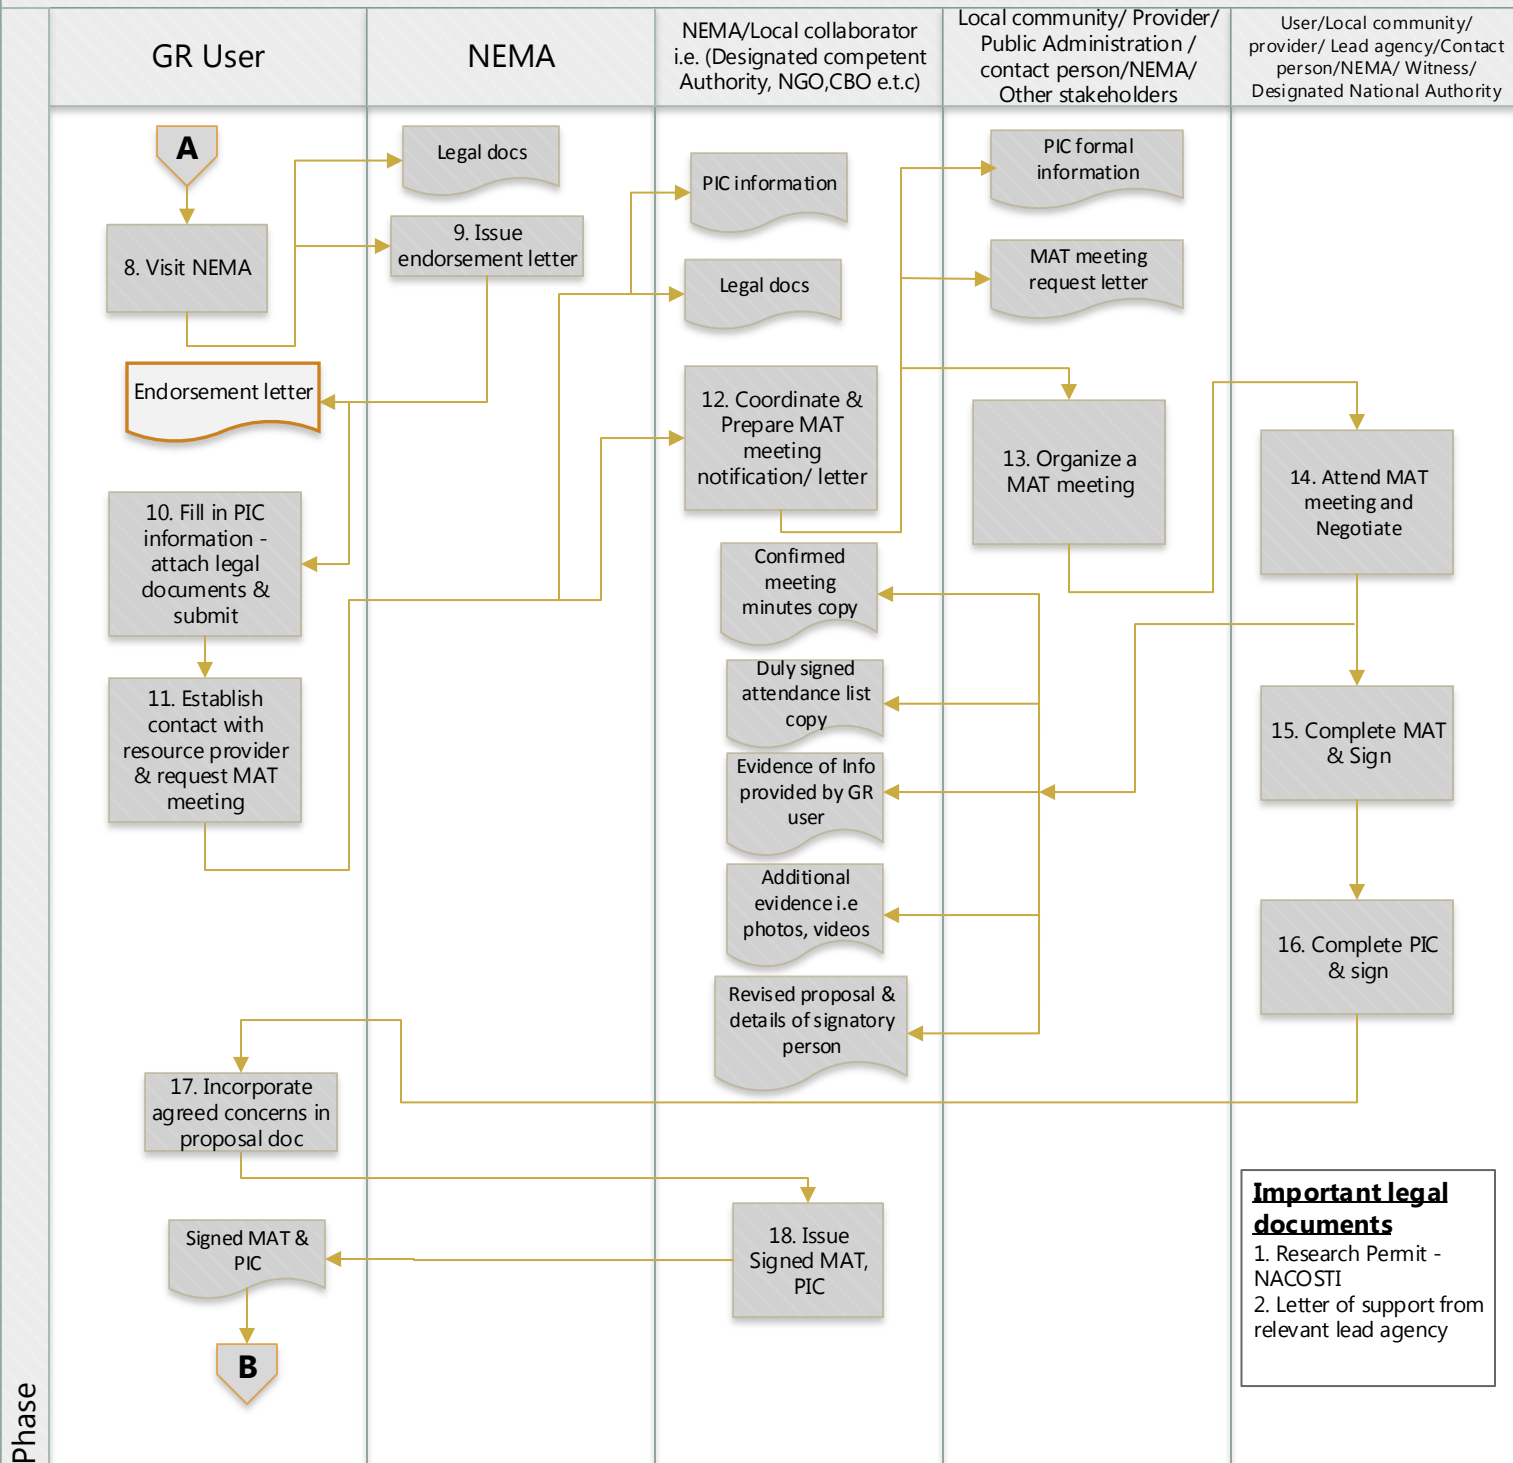 GR User
NEMA
NEMA/Local collaborator
i.e. (Designated competent
Authority, NGO,CBO e.t.c)
Local community/ Provider/
Public Administration /
contact person/NEMA/
Other stakeholders
User/Local community/
provider/ Lead agency/Contact
person/NEMA/ Witness/
Designated National Authority
A
8. Visit NEMA
Legal docs
9. Issue
endorsement letter
Endorsement letter
10. Fill in PIC
information -
attach legal
documents &
submit
11. Establish
contact with
resource provider
& request MAT
meeting
PIC information
Legal docs
12. Coordinate &
Prepare MAT
meeting
notification/ letter
PIC formal
information
MAT meeting
request letter
13. Organize a
MAT meeting
14. Attend MAT
meeting and
Negotiate
Confirmed
meeting
minutes copy
Duly signed
attendance list
copy
Evidence of Info
provided by GR
user
Additional
evidence i.e
photos, videos
Revised proposal &
details of signatory
person
15. Complete MAT
& Sign
16. Complete PIC
& sign
17. Incorporate
agreed concerns in
proposal doc
18. Issue
Signed MAT,
PIC
Signed MAT &
PIC
B
Important legal
documents
1. Research Permit -
NACOSTI
2. Letter of support from
relevant lead agency
Phase